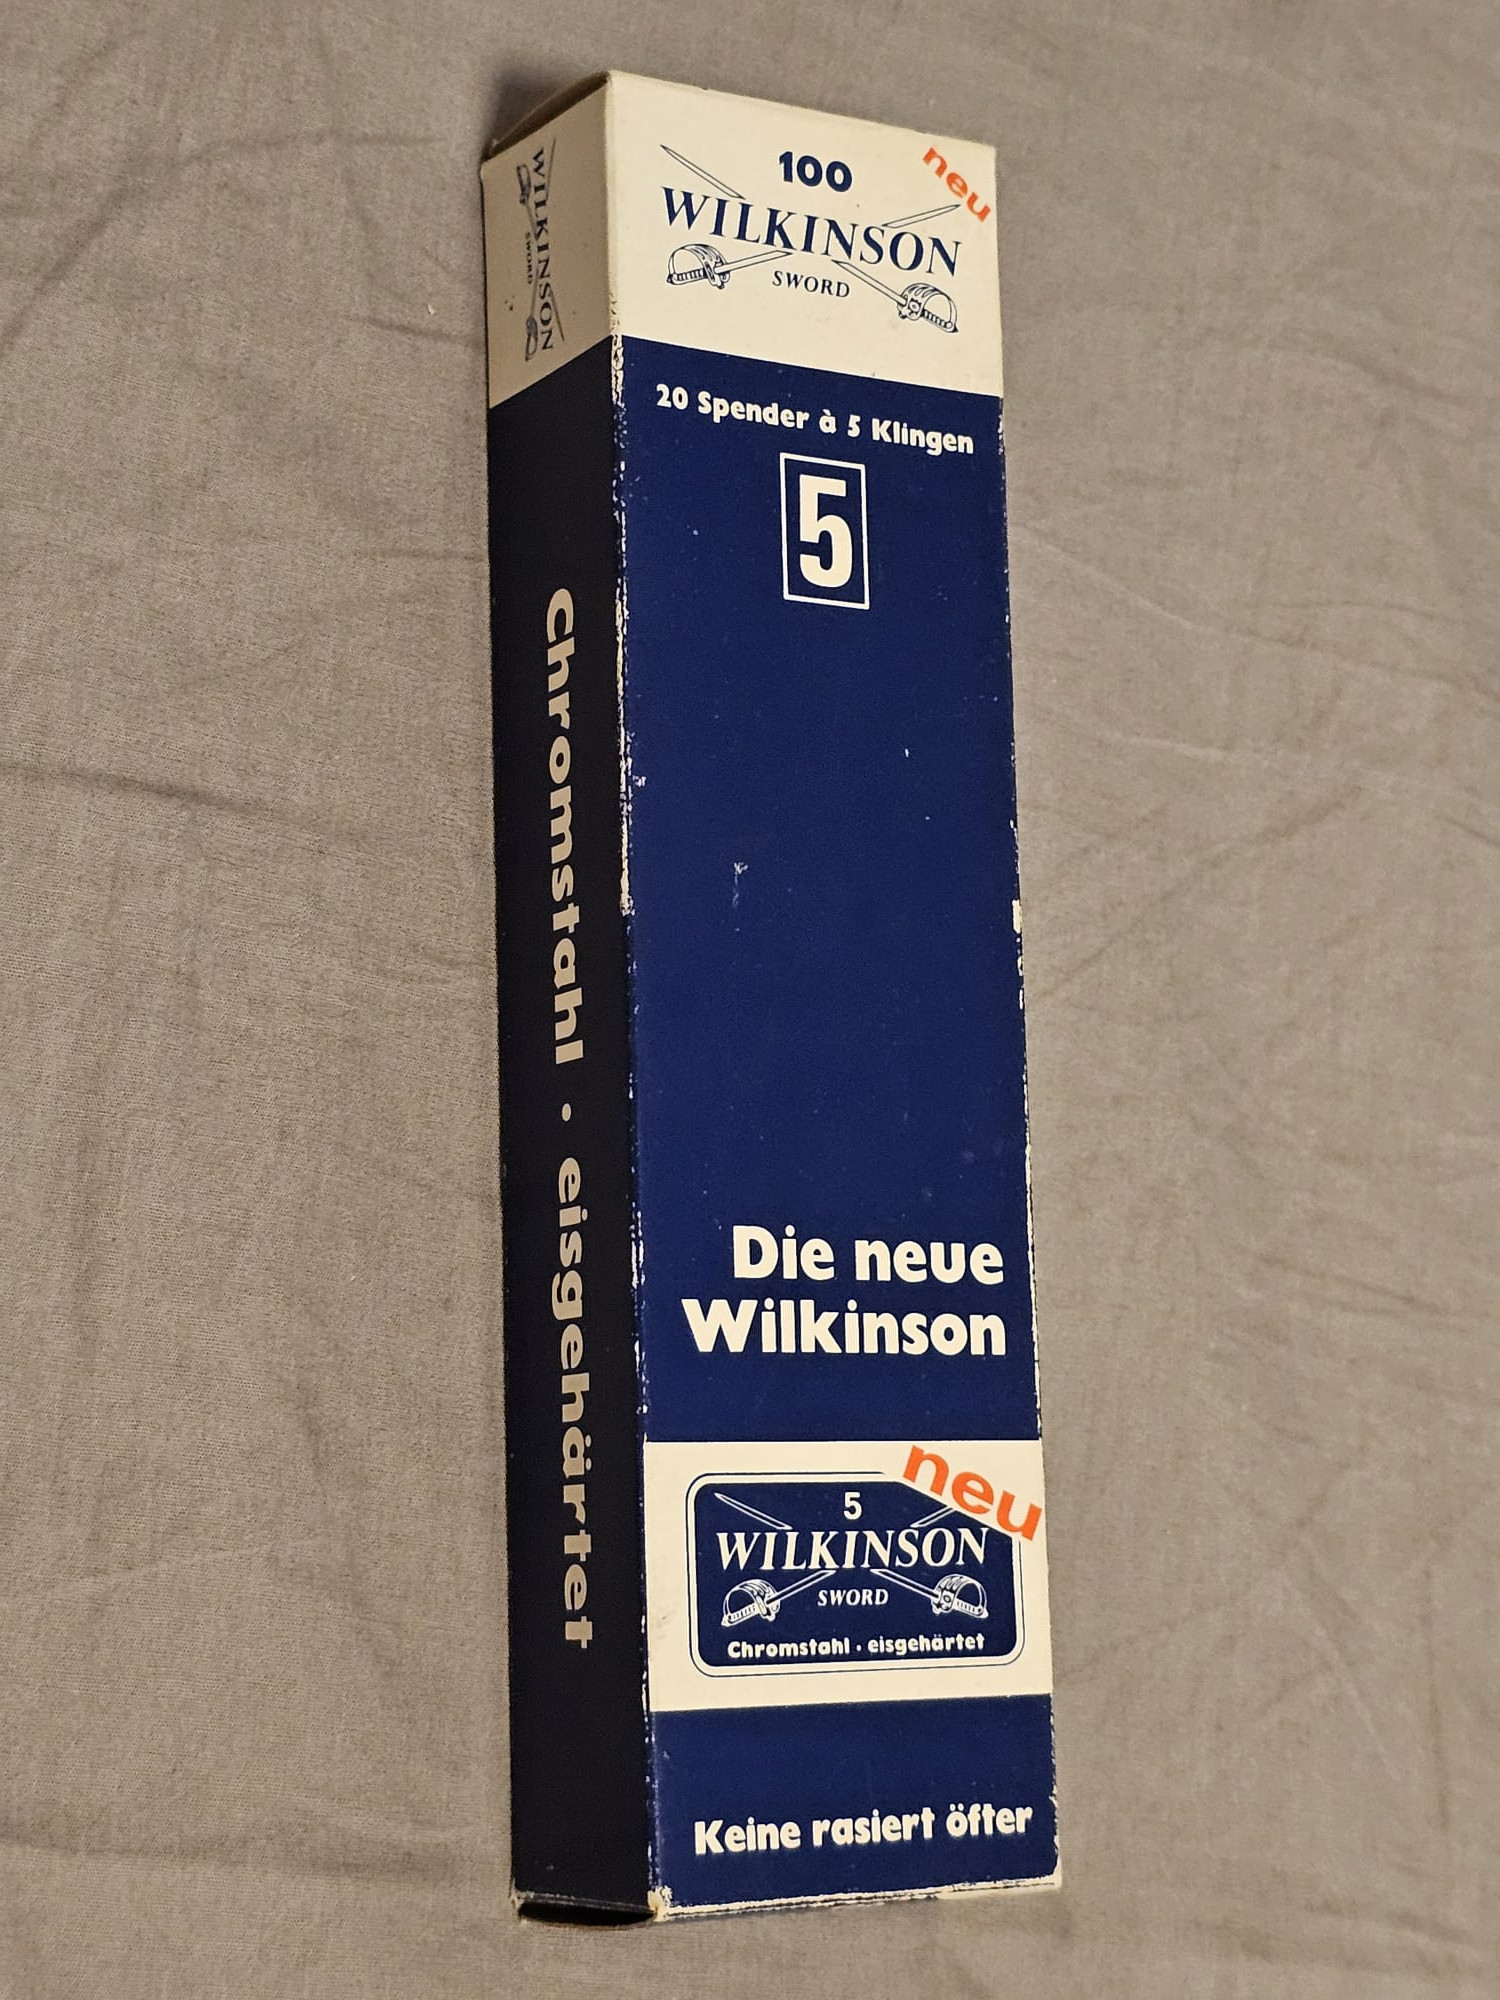 100
neu
WILKINSON
SWORD
20 Spender à 5 Klingen
5
Die neue
Wilkinson
neu
5
WILKINSON
SWORD
Chromstahl · eisgehärtet
Keine rasiert öfter
WILKINSON
SWORD
Chromstahl · eisgehärtet